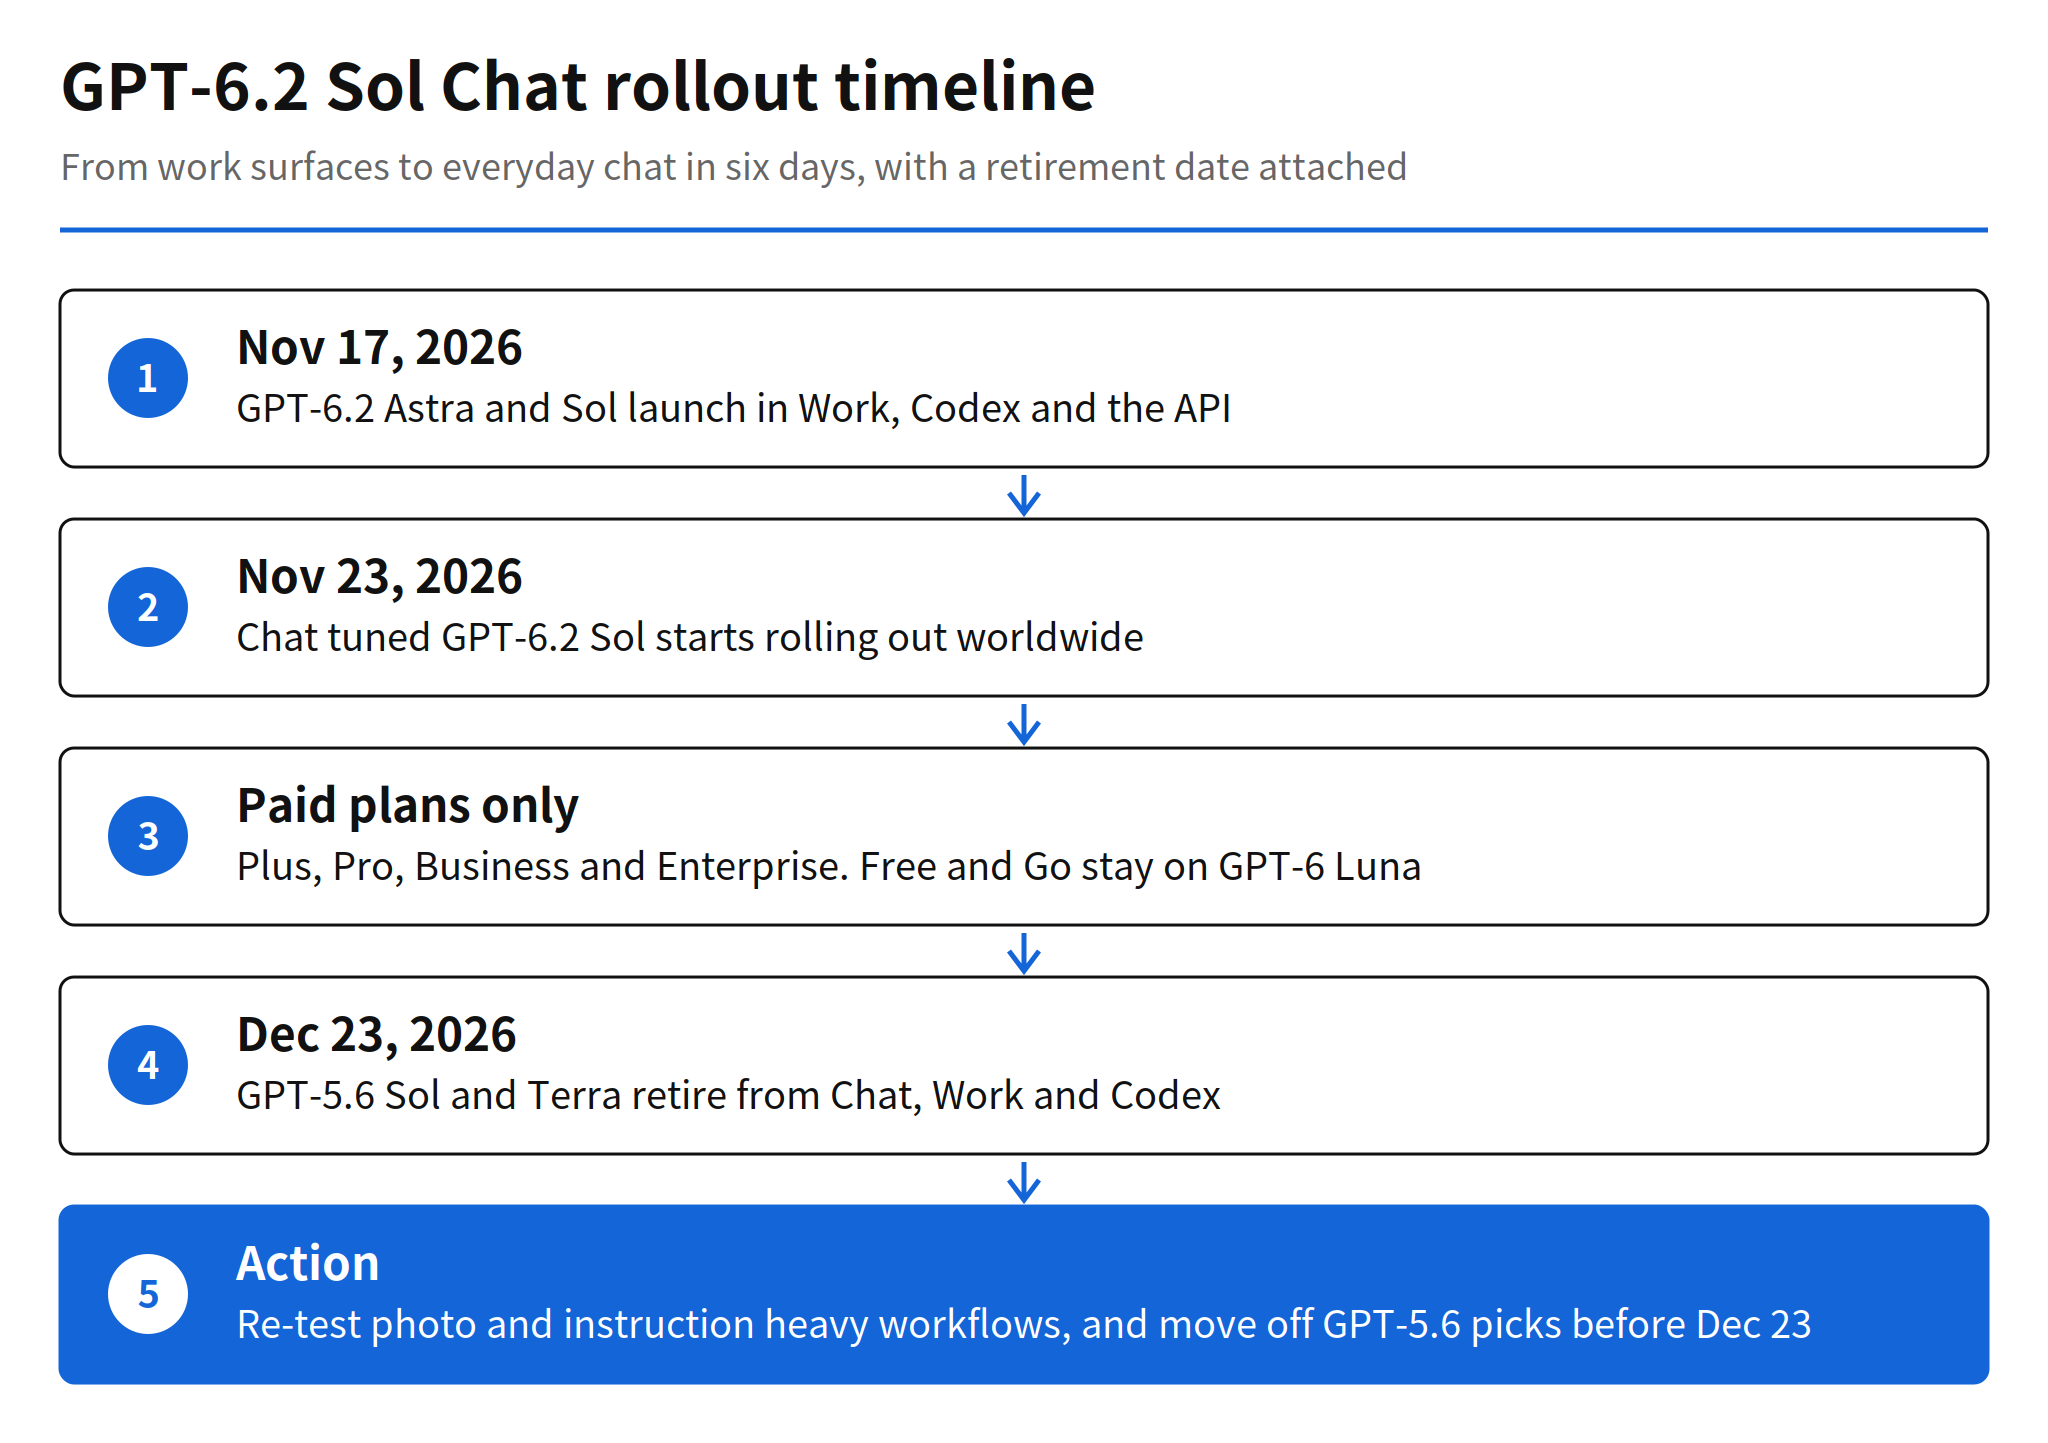 GPT-6.2 Sol Chat rollout timeline
From work surfaces to everyday chat in six days, with a retirement date attached
1
Nov 17, 2026
GPT-6.2 Astra and Sol launch in Work, Codex and the API
2
Nov 23, 2026
Chat tuned GPT-6.2 Sol starts rolling out worldwide
3
Paid plans only
Plus, Pro, Business and Enterprise. Free and Go stay on GPT-6 Luna
4
Dec 23, 2026
GPT-5.6 Sol and Terra retire from Chat, Work and Codex
5
Action
Re-test photo and instruction heavy workflows, and move off GPT-5.6 picks before Dec 23